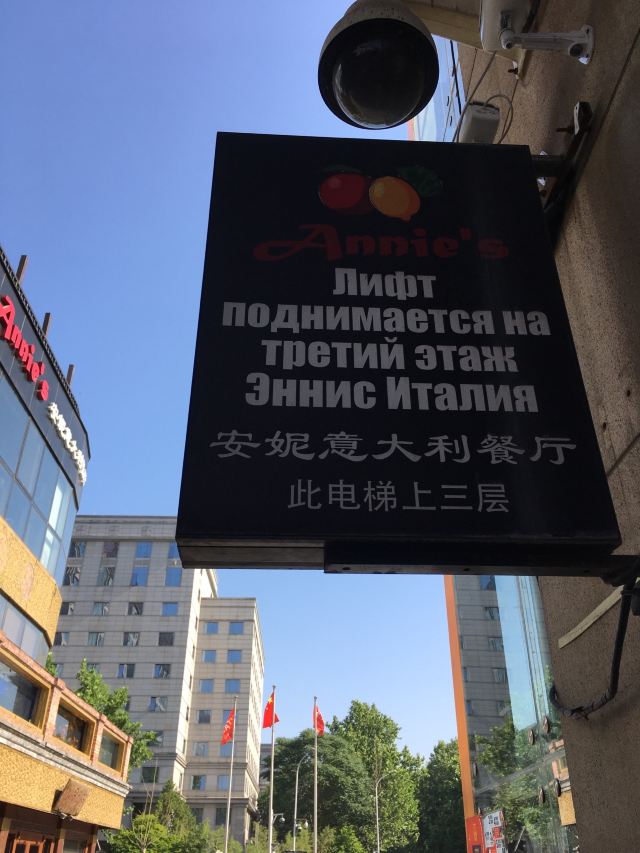 Annie's
Лифт
поднимается на
третий этаж
Эннис Италия
安妮意大利餐厅
此电梯上三层
Annie's